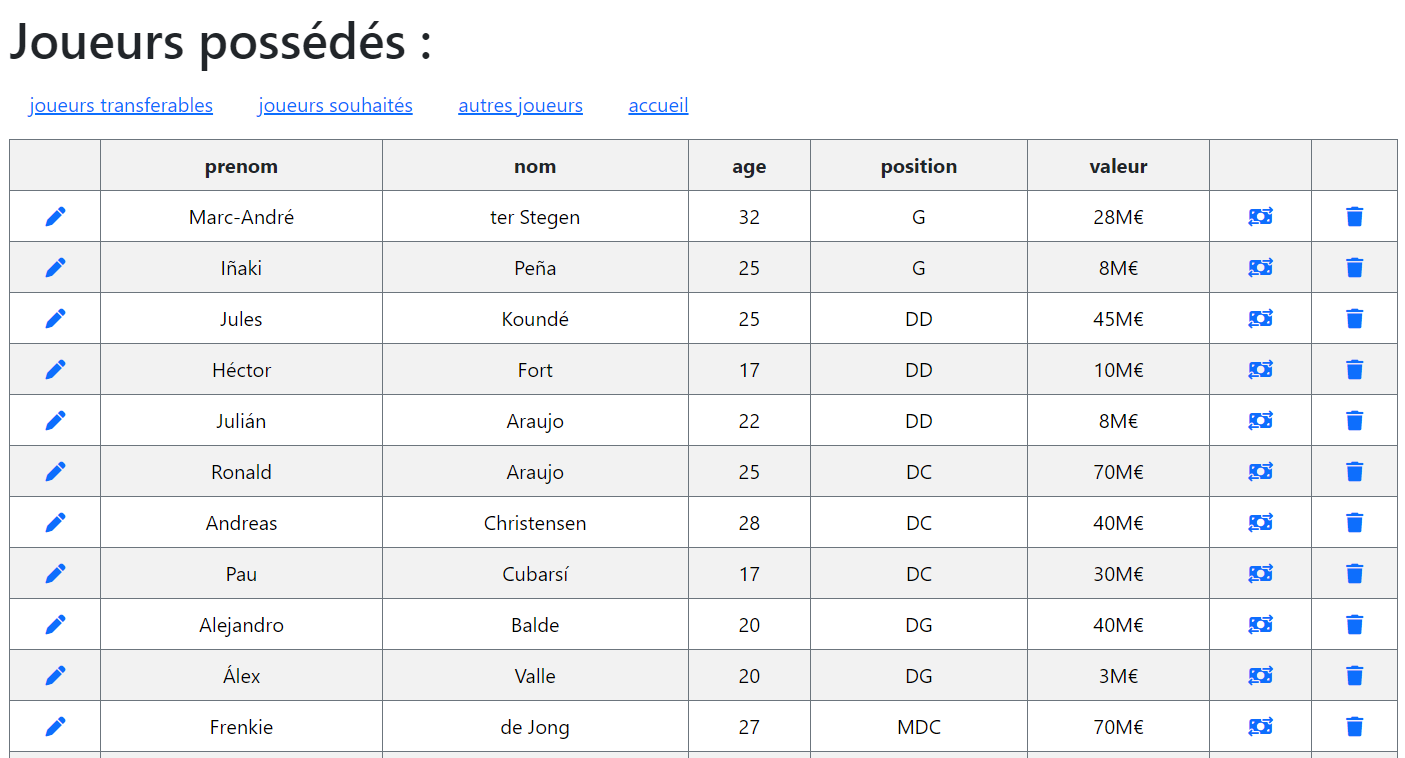 Joueurs possédés :
joueurs transferables joueurs souhaités autres joueurs accueil
prenom nom age position valeur
Marc-André ter Stegen 32 G 28M€
Iñaki Peña 25 G 8M€
Jules Koundé 25 DD 45M€
Héctor Fort 17 DD 10M€
Julián Araujo 22 DD 8M€
Ronald Araujo 25 DC 70M€
Andreas Christensen 28 DC 40M€
Pau Cubarsí 17 DC 30M€
Alejandro Balde 20 DG 40M€
Álex Valle 20 DG 3M€
Frenkie de Jong 27 MDC 70M€